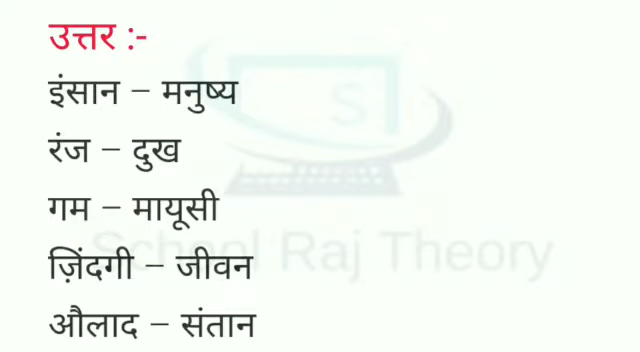 उत्तर :-
इंसान – मनुष्य
रंज – दुख
गम – मायूसी
ज़िंदगी – जीवन
औलाद – संतान
S
School Raj Theory